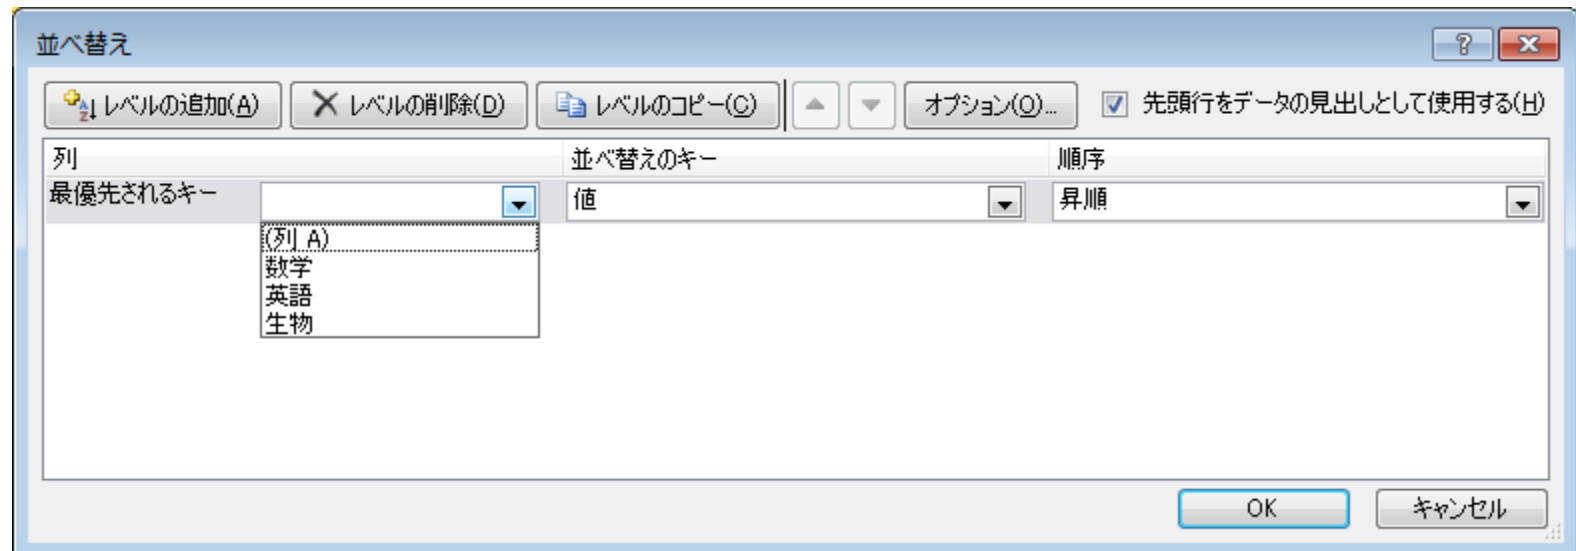 並べ替え
レベルの追加(A) レベルの削除(D) レベルのコピー(C) オプション(O)... 先頭行をデータの見出しとして使用する(H)
列 並べ替えのキー 順序
最優先されるキー 値 昇順
(列 A)
数学
英語
生物
OK キャンセル